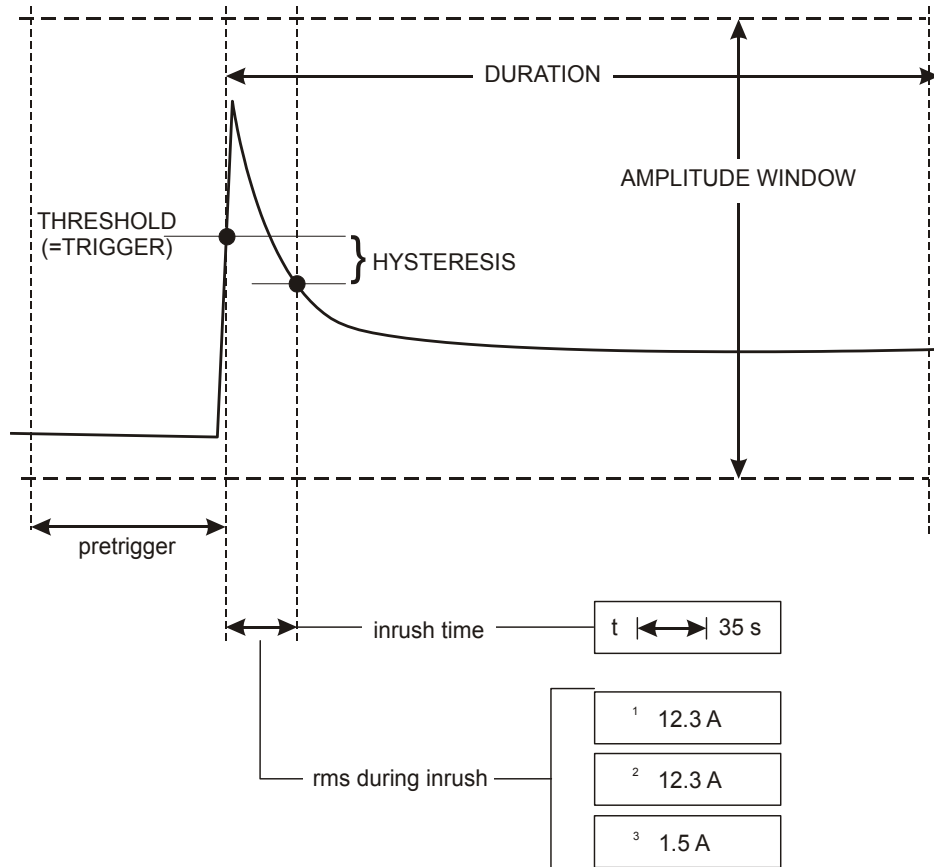 DURATION
AMPLITUDE WINDOW
THRESHOLD
(=TRIGGER)
HYSTERESIS
pretrigger
inrush time
t 35 s
1 12.3 A
rms during inrush
2 12.3 A
3 1.5 A